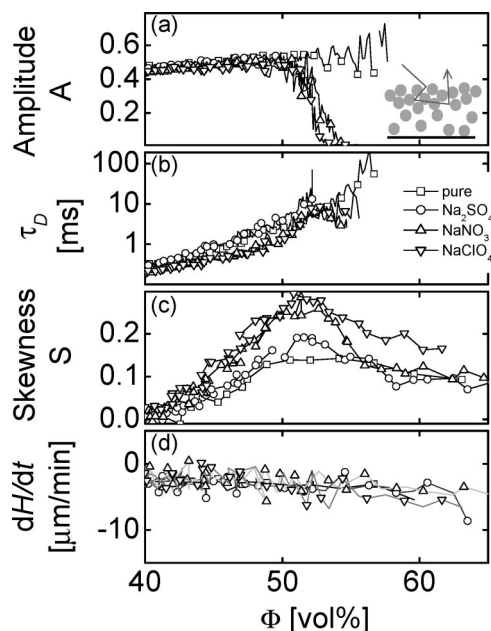 (a)
0.6
0.4
0.2
Amplitude
A
(b)
100
10
1
τD
[ms]
pure
Na2SO4
NaNO3
NaClO4
(c)
0.2
0.1
0.0
Skewness
S
(d)
0
-10
dH/dt
[μm/min]
40 50 60
Φ [vol%]